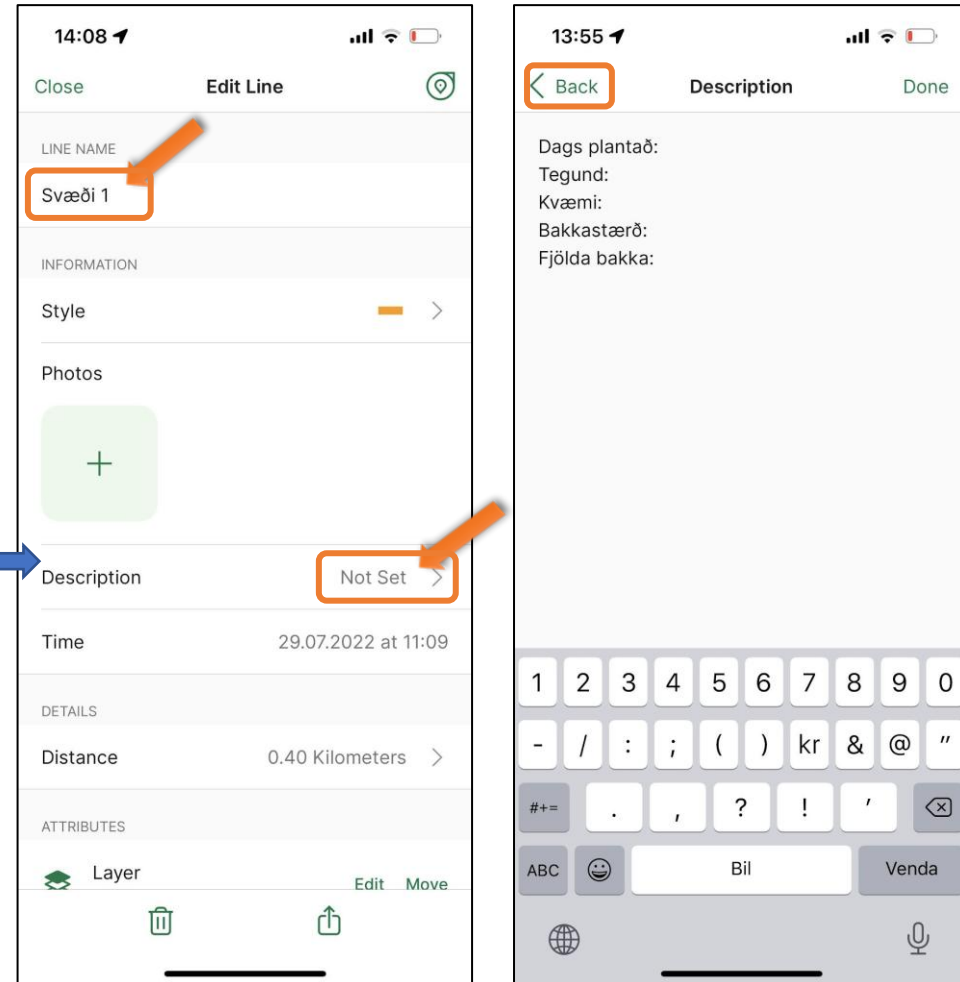 14:08
Close Edit Line
LINE NAME
Svæði 1
INFORMATION
Style
Photos
Description Not Set
Time 29.07.2022 at 11:09
DETAILS
Distance 0.40 Kilometers
ATTRIBUTES
Layer Edit Move
13:55
Back Description Done
Dags plantað:
Tegund:
Kvæmi:
Bakkastærð:
Fjölda bakka:
1 2 3 4 5 6 7 8 9 0
- / : ; ( ) kr & @ "
#+= . , ? ! '
ABC Bil Venda